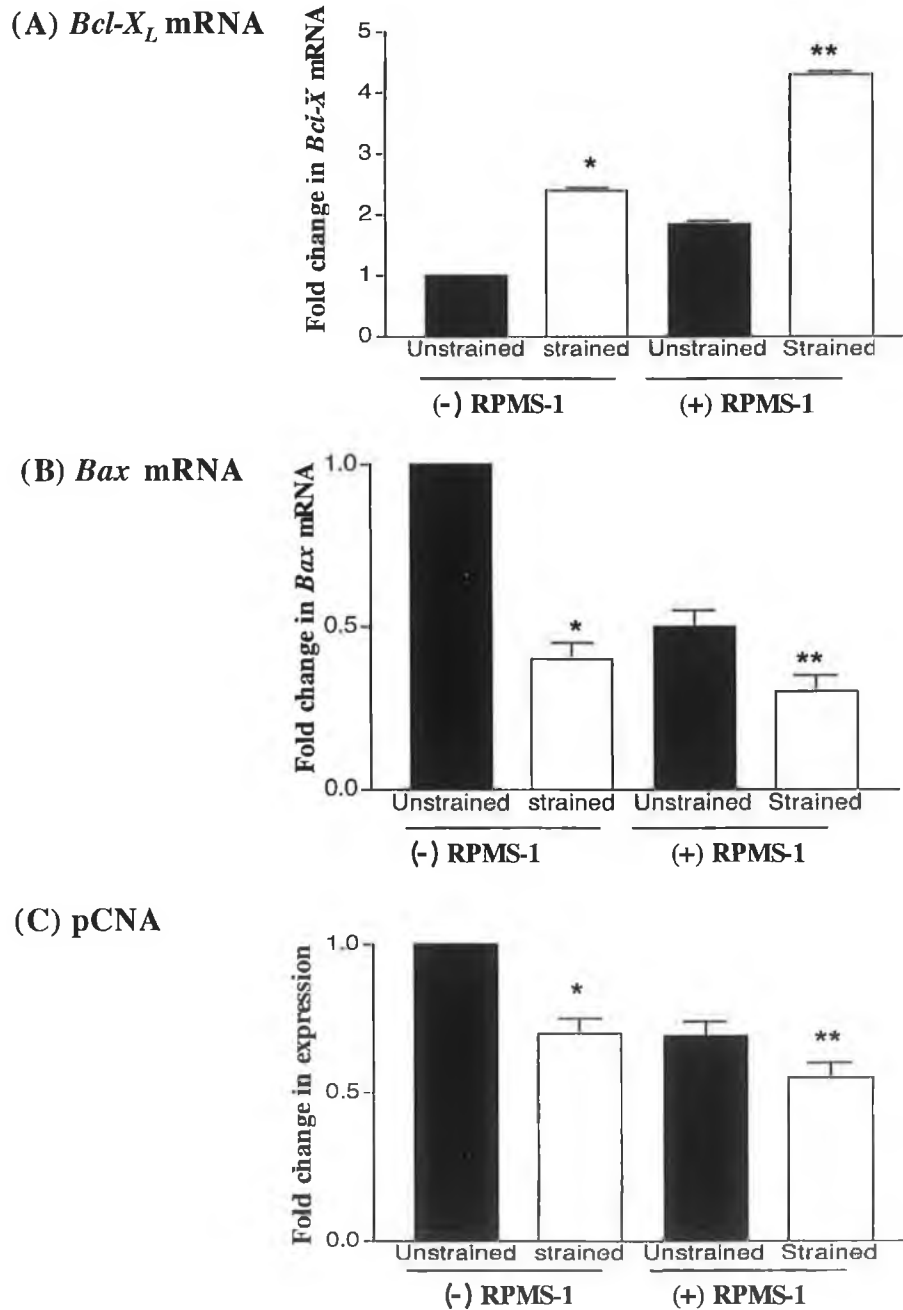 (A) Bcl-XL mRNA
Fold change in Bci-X mRNA
5
4
3
2
1
0
*
**
Unstrained strained Unstrained Strained
(-) RPMS-1 (+) RPMS-1
(B) Bax mRNA
Fold change in Bax mRNA
1.0
0.5
0.0
*
**
Unstrained strained Unstrained Strained
(-) RPMS-1 (+) RPMS-1
(C) pCNA
Fold change in expression
1.0
0.5
0.0
*
**
Unstrained strained Unstrained Strained
(-) RPMS-1 (+) RPMS-1